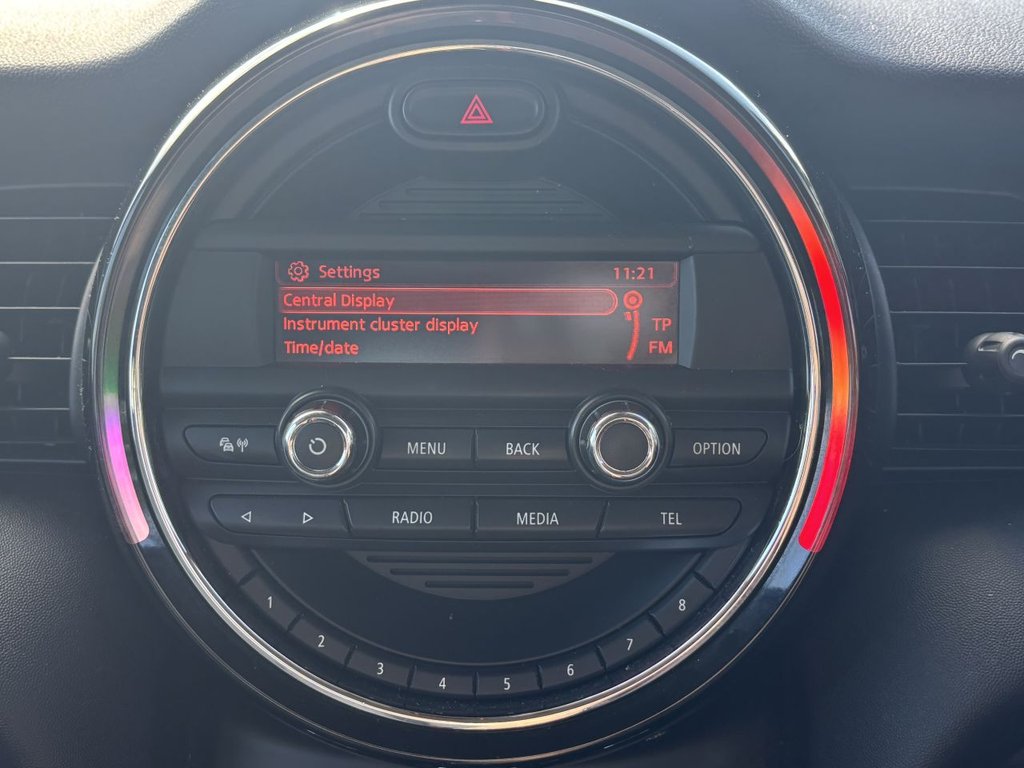 Settings 11:21
Central Display
Instrument cluster display TP
Time/date FM
MENU BACK OPTION
RADIO MEDIA TEL
1 2 3 4 5 6 7 8